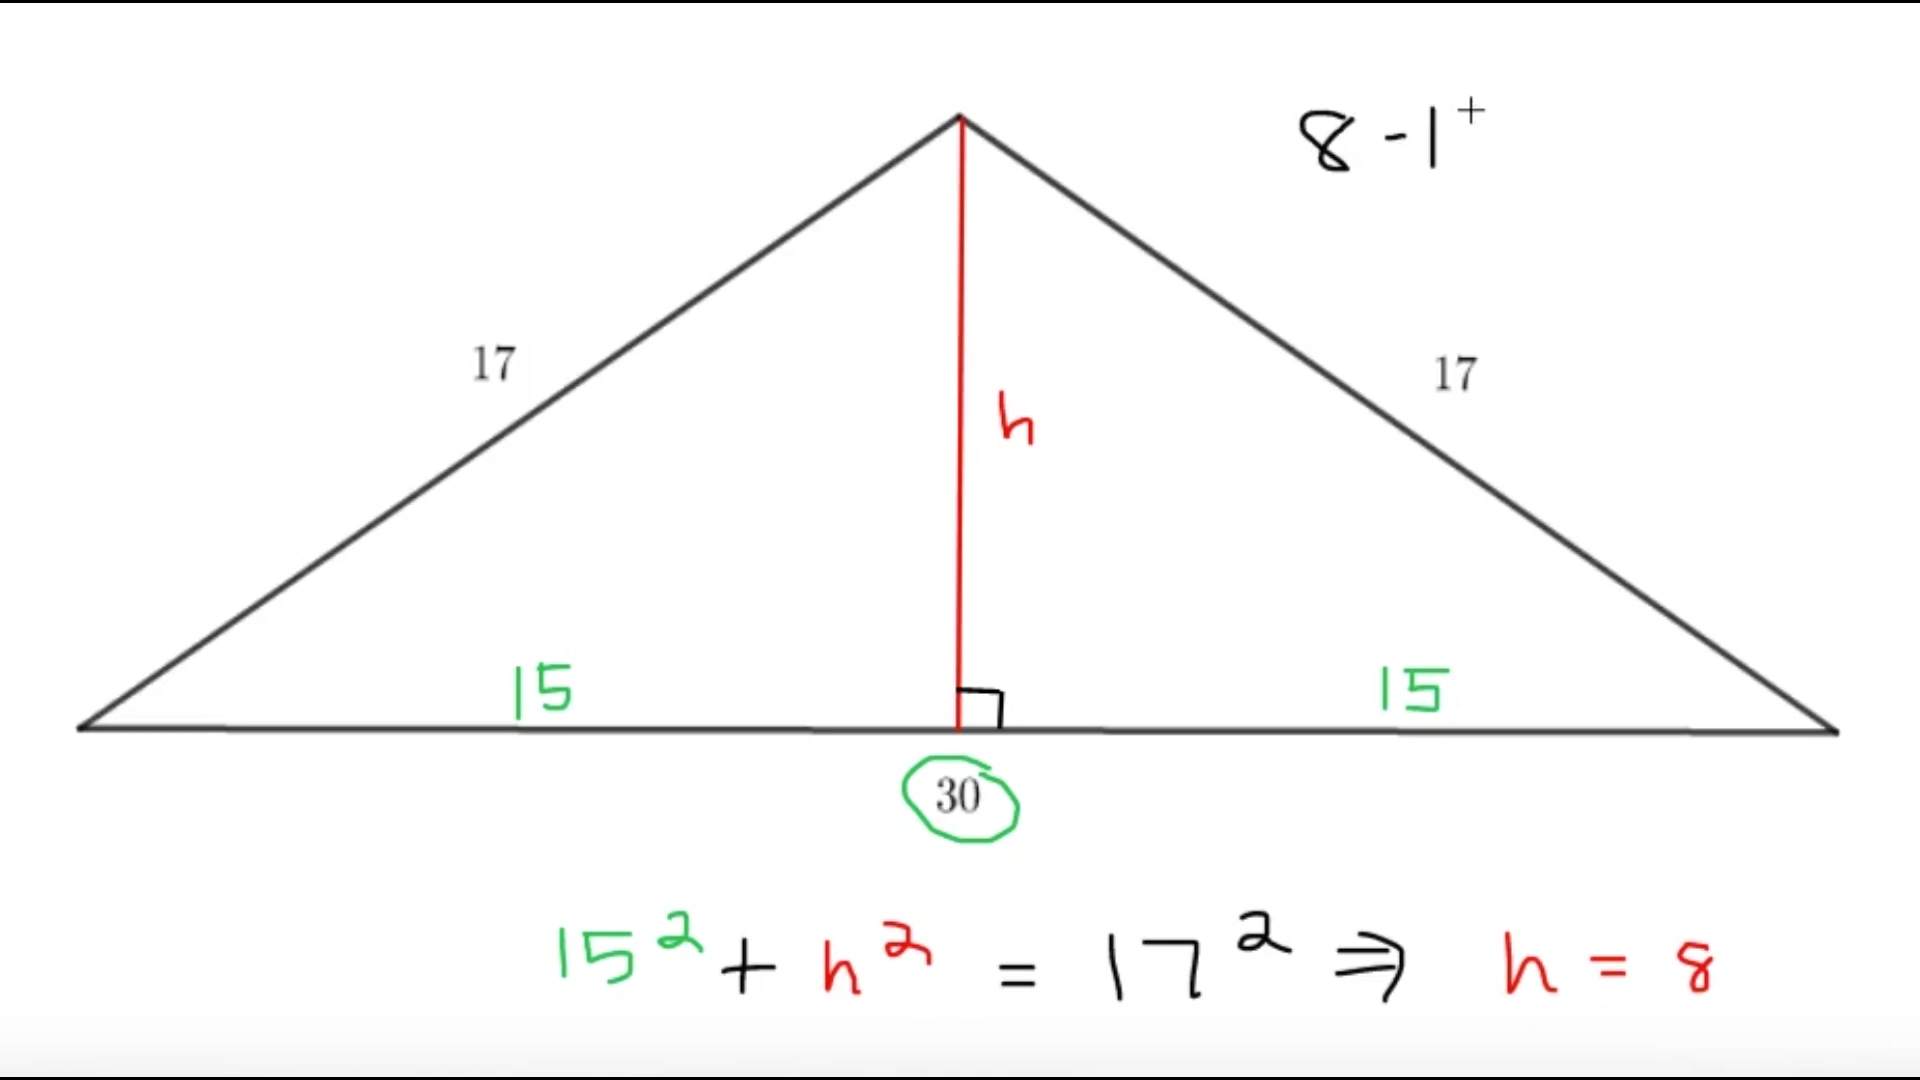 8 - 1
17
17
h
15
15
30
15² + h² = 17² ⇒ h = 8